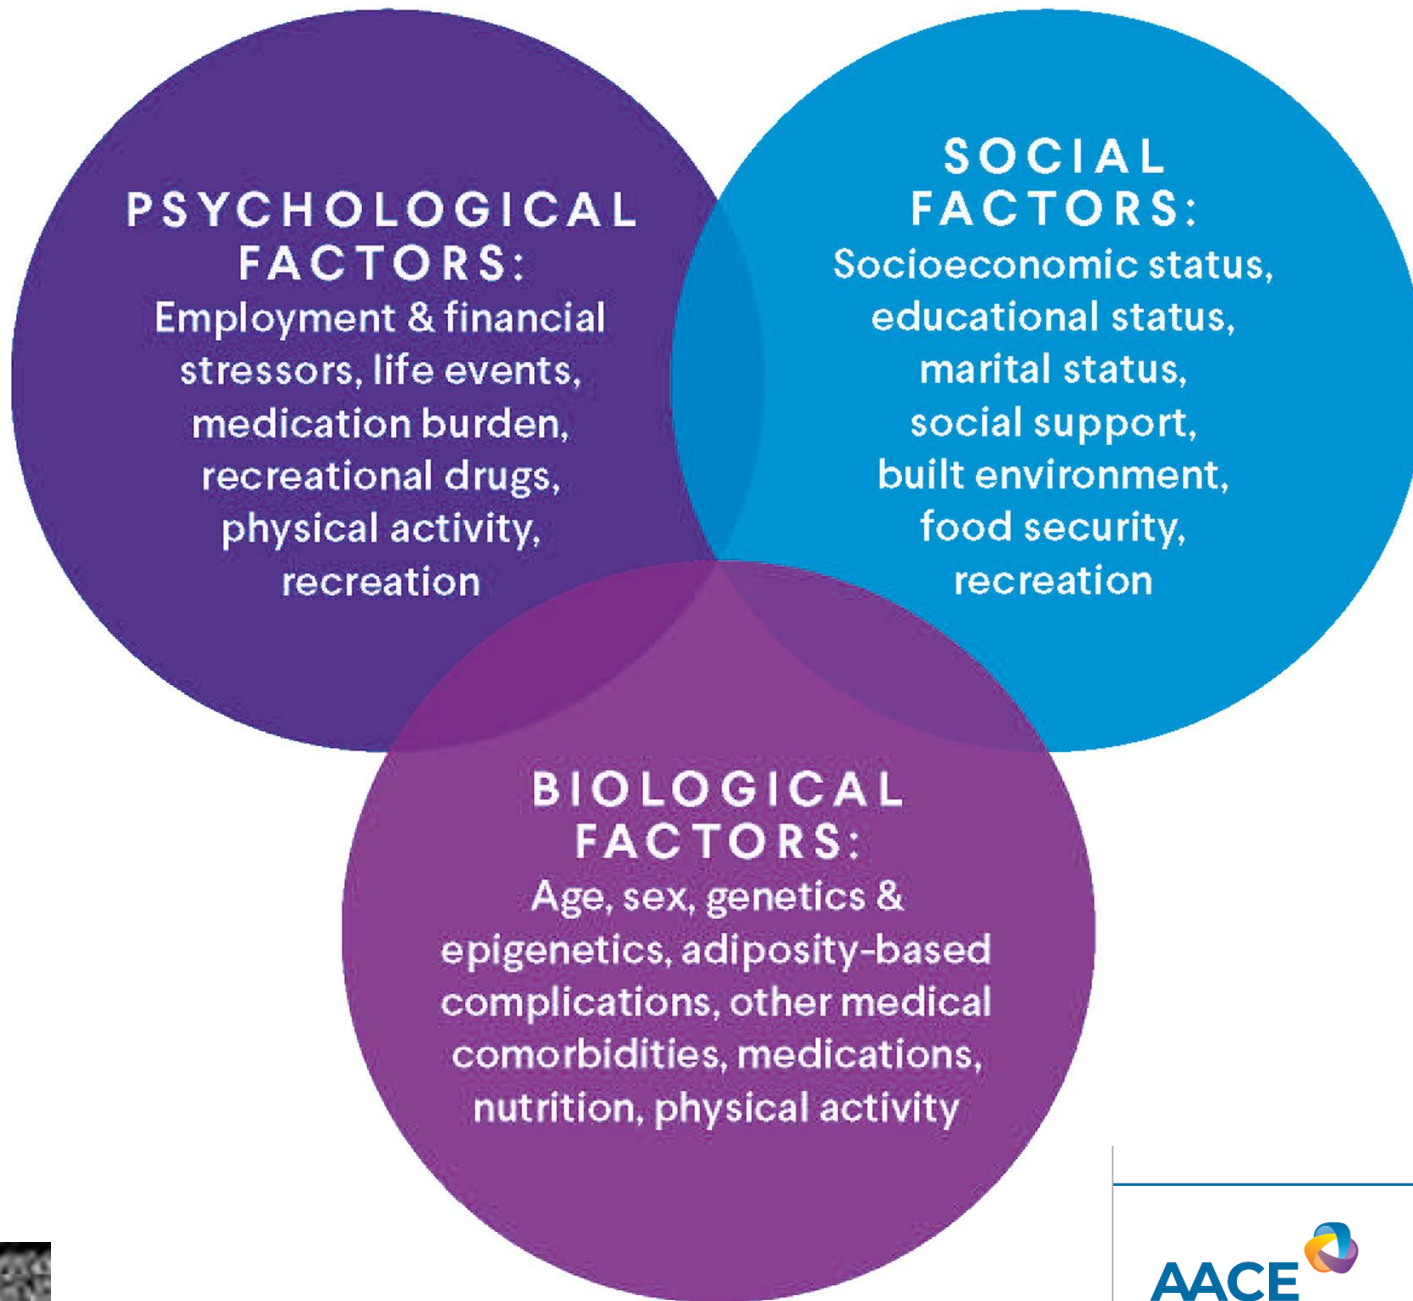 PSYCHOLOGICAL
FACTORS:
Employment & financial
stressors, life events,
medication burden,
recreational drugs,
physical activity,
recreation
SOCIAL
FACTORS:
Socioeconomic status,
educational status,
marital status,
social support,
built environment,
food security,
recreation
BIOLOGICAL
FACTORS:
Age, sex, genetics &
epigenetics, adiposity-based
complications, other medical
comorbidities, medications,
nutrition, physical activity
AACE